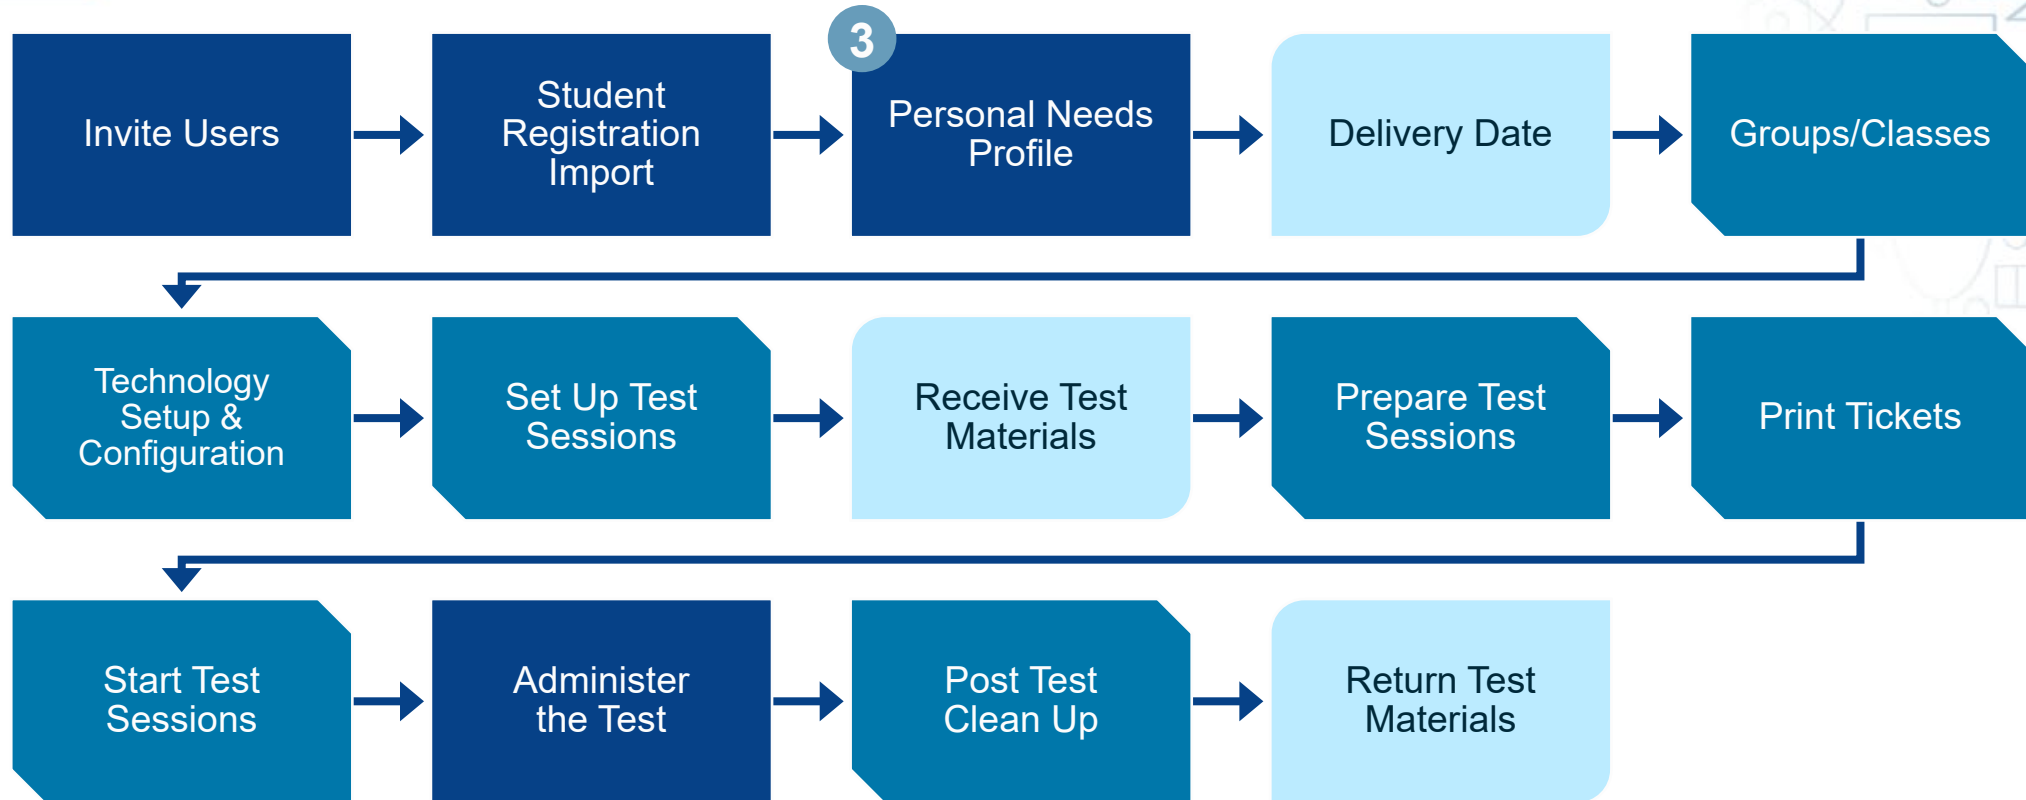 3
Invite Users
Student
Registration
Import
Personal Needs
Profile
Delivery Date
Groups/Classes
Technology
Setup &
Configuration
Set Up Test
Sessions
Receive Test
Materials
Prepare Test
Sessions
Print Tickets
Start Test
Sessions
Administer
the Test
Post Test
Clean Up
Return Test
Materials